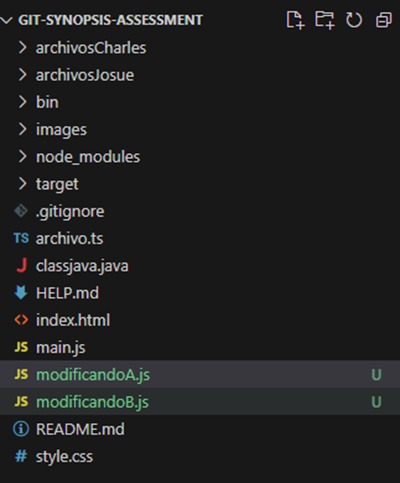 GIT-SYNOPSIS-ASSESSMENT
archivosCharles
archivosJosue
bin
images
node_modules
target
.gitignore
TS archivo.ts
J classjava.java
HELP.md
<> index.html
JS main.js
JS modificandoA.js U
JS modificandoB.js U
README.md
# style.css